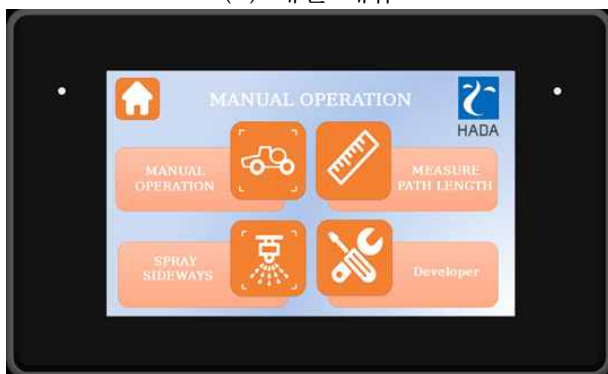 MANUAL OPERATION
HADA
MANUAL
OPERATION
MEASURE
PATH LENGTH
SPRAY
SIDEWAYS
Developer